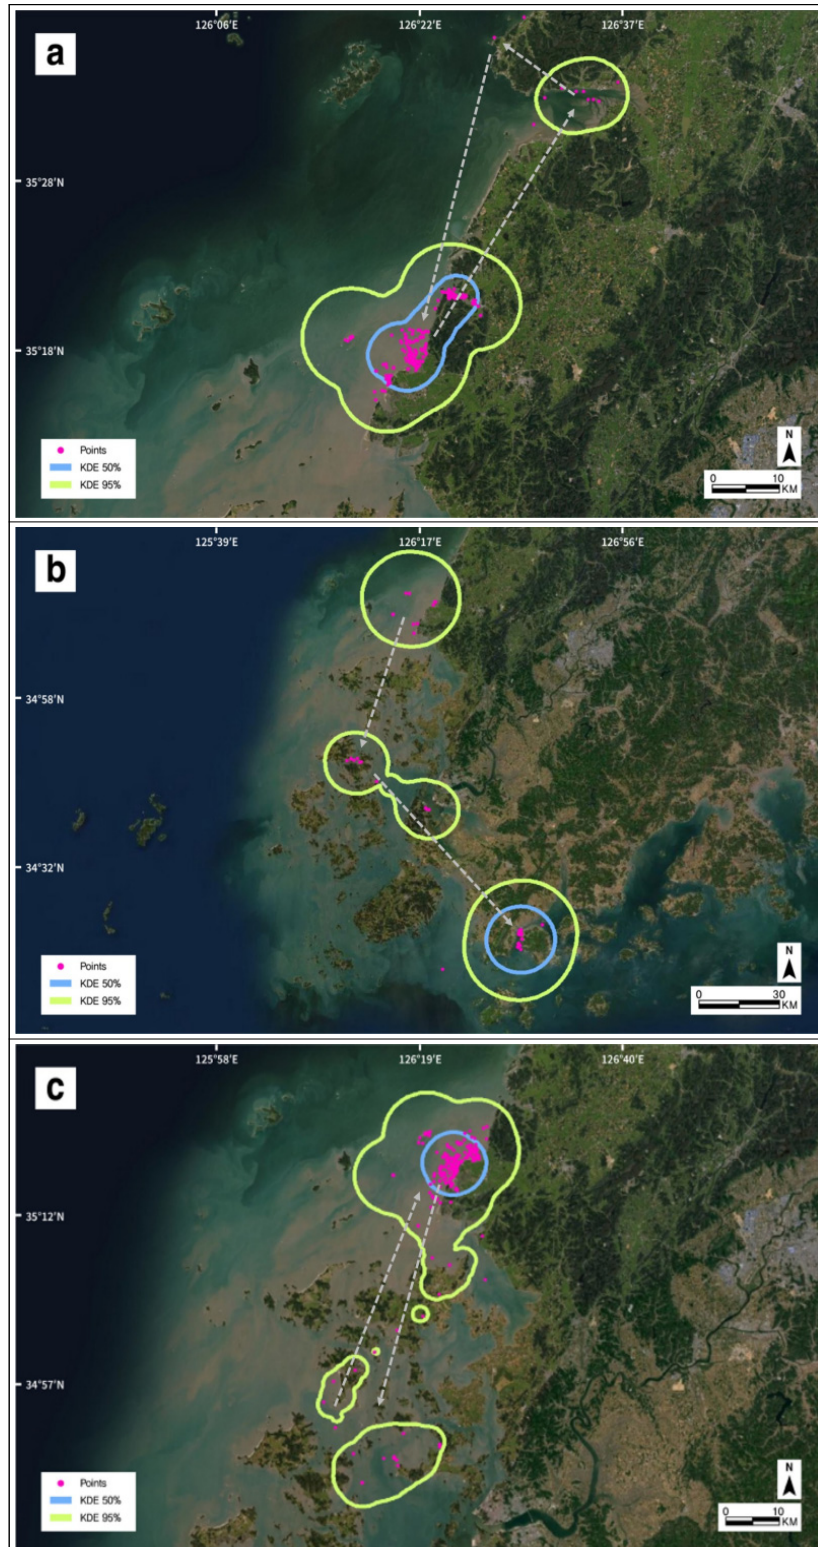 a
126°06'E 126°22'E 126°37'E
35°28'N
35°18'N
Points
KDE 50%
KDE 95%
N
0 10
KM
b
125°39'E 126°17'E 126°56'E
34°58'N
34°32'N
Points
KDE 50%
KDE 95%
N
0 30
KM
c
125°58'E 126°19'E 126°40'E
35°12'N
34°57'N
Points
KDE 50%
KDE 95%
N
0 10
KM